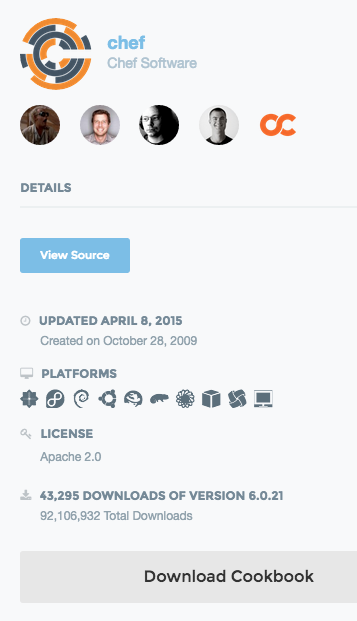 chef
Chef Software
DETAILS
View Source
UPDATED APRIL 8, 2015
Created on October 28, 2009
PLATFORMS
LICENSE
Apache 2.0
43,295 DOWNLOADS OF VERSION 6.0.21
92,106,932 Total Downloads
Download Cookbook